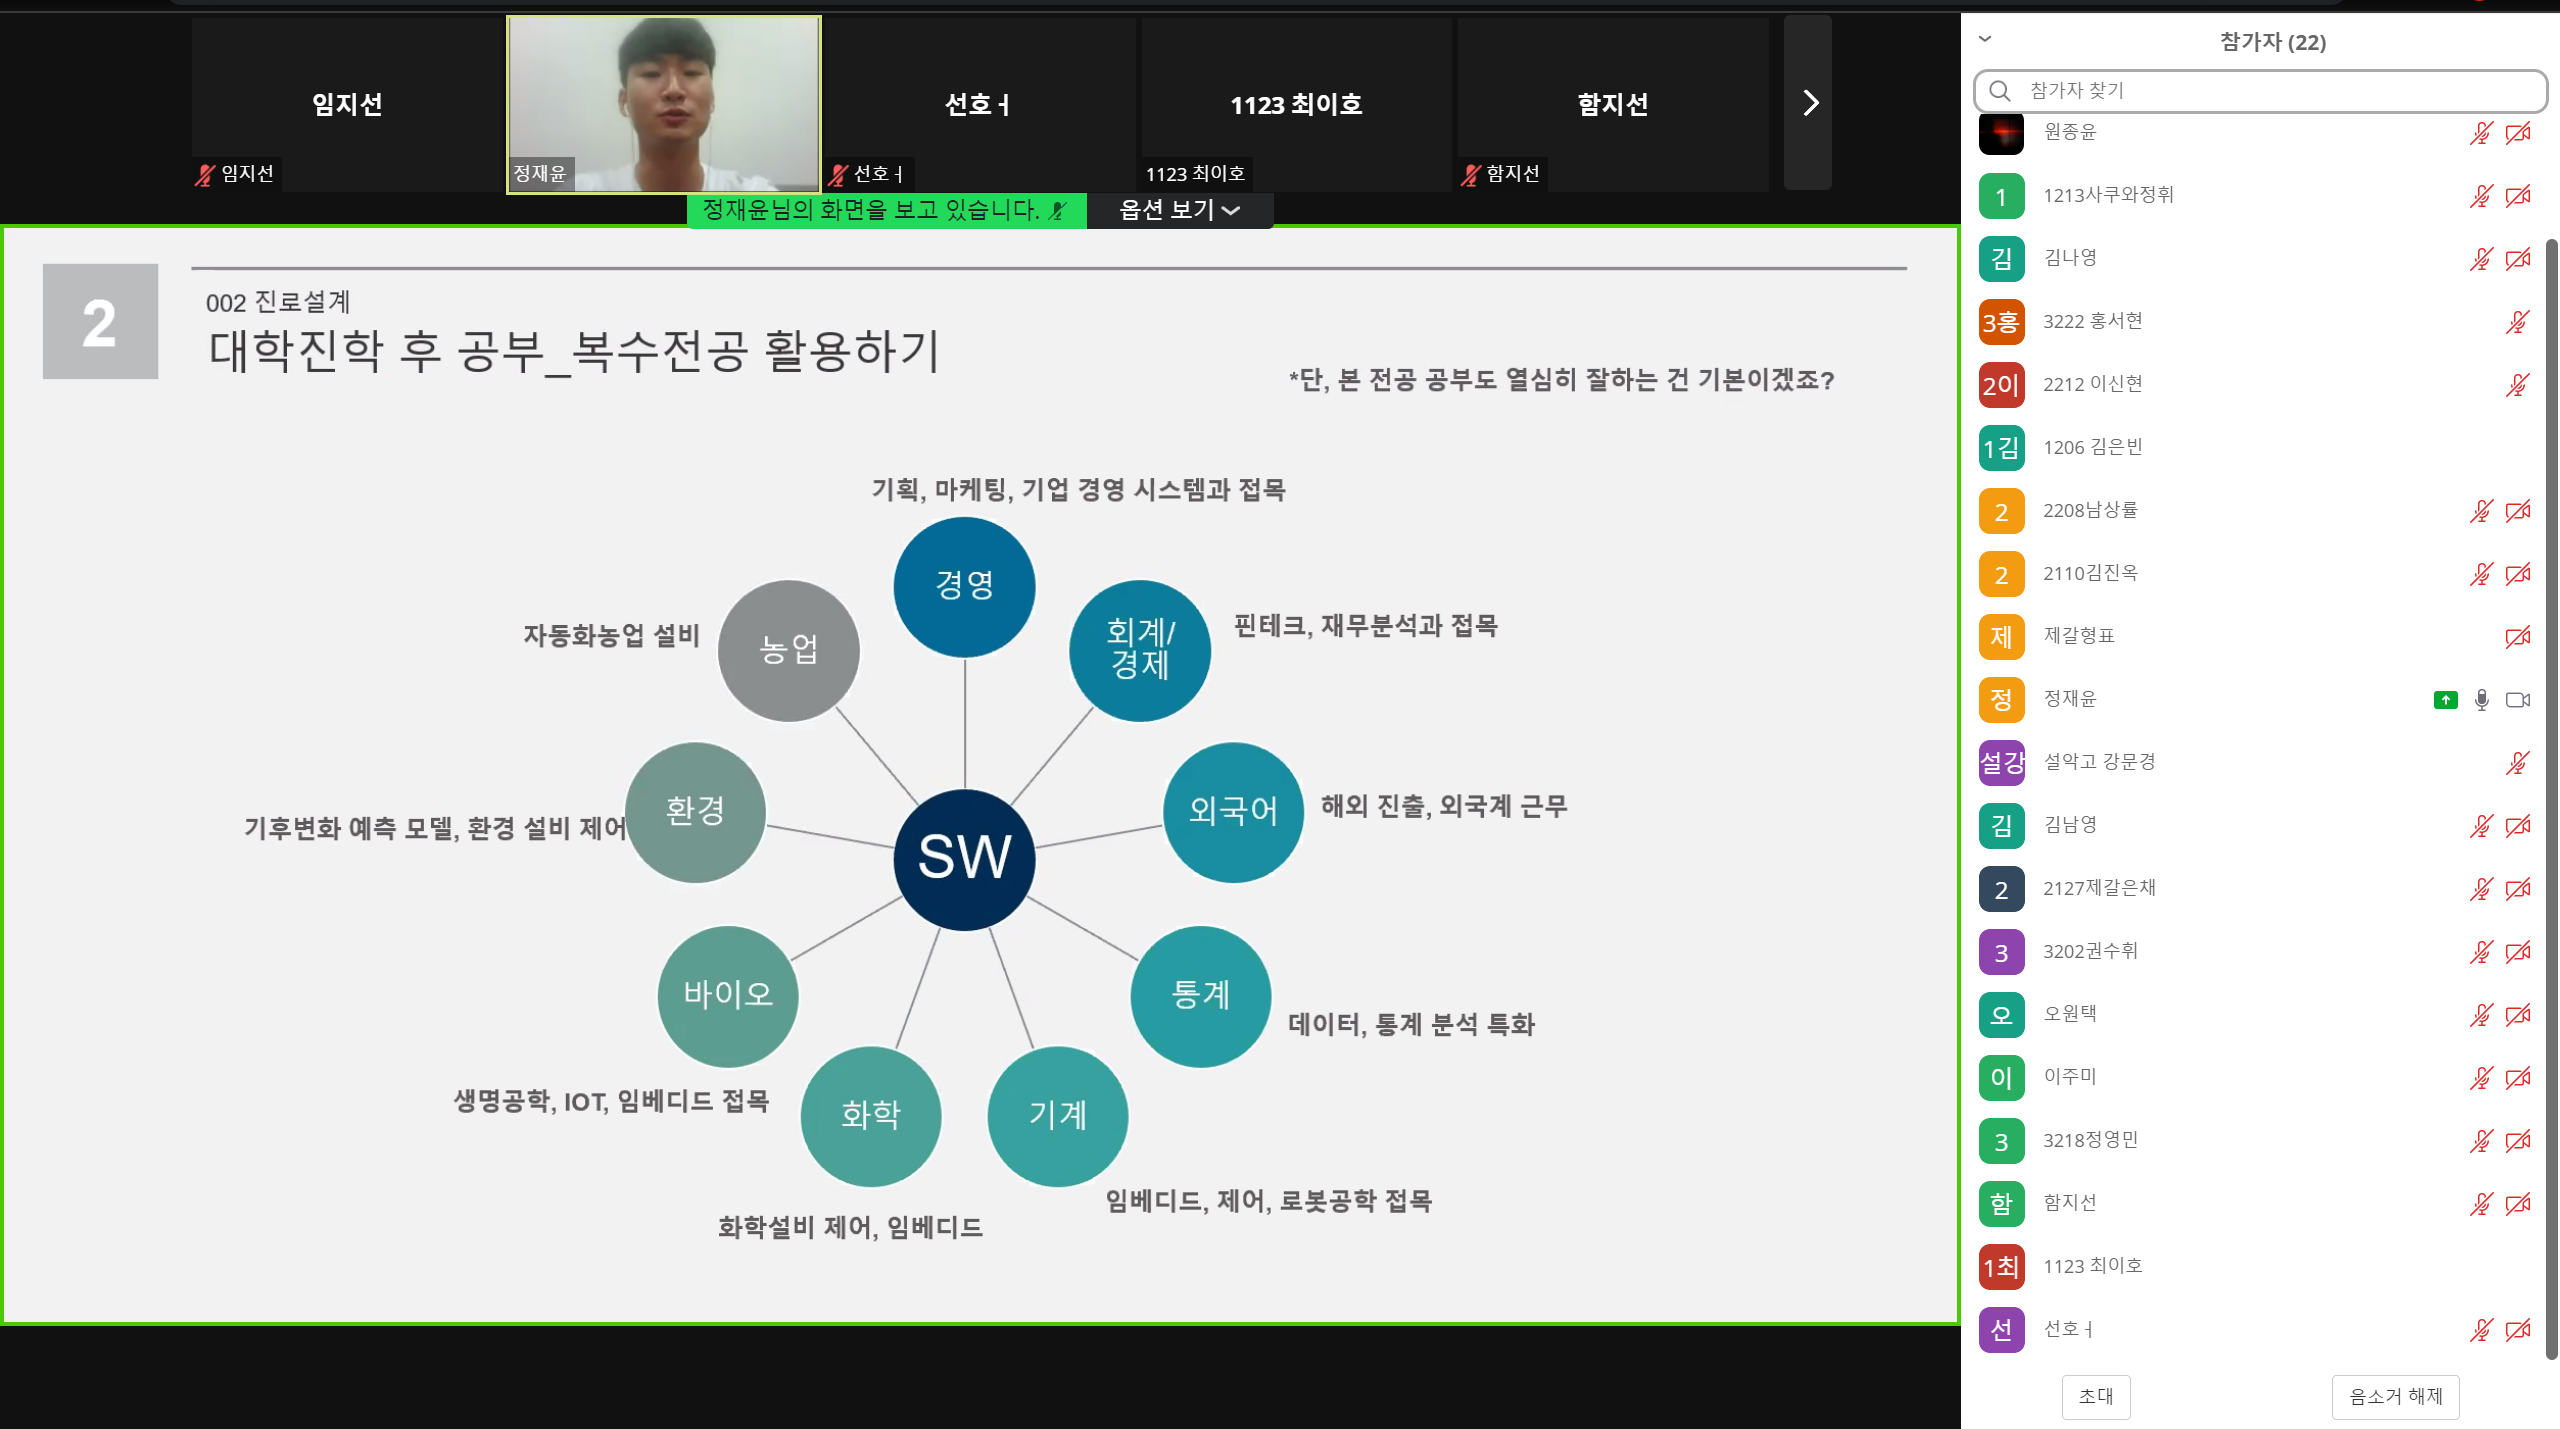 임지선
선호ㅓ
1123 최이호
함지선
임지선
정재윤
선호ㅓ
1123 최이호
함지선
정재윤님의 화면을 보고 있습니다.
옵션 보기
2
002 진로설계
대학진학 후 공부_복수전공 활용하기
*단, 본 전공 공부도 열심히 잘하는 건 기본이겠죠?
기획, 마케팅, 기업 경영 시스템과 접목
경영
회계/
경제
핀테크, 재무분석과 접목
외국어
해외 진출, 외국계 근무
통계
데이터, 통계 분석 특화
기계
임베디드, 제어, 로봇공학 접목
화학
화학설비 제어, 임베디드
바이오
생명공학, IOT, 임베디드 접목
환경
기후변화 예측 모델, 환경 설비 제어
농업
자동화농업 설비
SW
참가자 (22)
참가자 찾기
원종윤
1
1213사쿠와정휘
김
김나영
3홍
3222 홍서현
2이
2212 이신현
1김
1206 김은빈
2
2208남상률
2
2110김진옥
제
제갈형표
정
정재윤
설강
설악고 강문경
김
김남영
2
2127제갈은채
3
3202권수휘
오
오원택
이
이주미
3
3218정영민
함
함지선
1최
1123 최이호
선
선호ㅓ
초대
음소거 해제